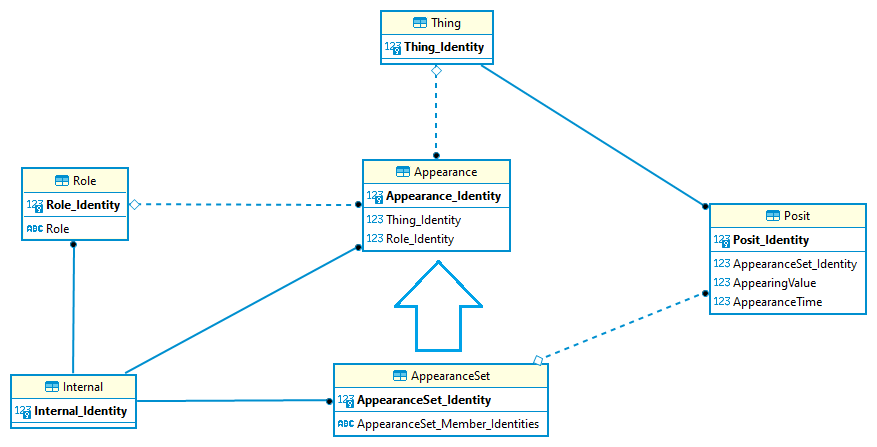 Thing
123 Thing_Identity
Appearance
123 Appearance_Identity
123 Thing_Identity
123 Role_Identity
Role
123 Role_Identity
ABC Role
Posit
123 Posit_Identity
123 AppearanceSet_Identity
123 AppearingValue
123 AppearanceTime
Internal
123 Internal_Identity
AppearanceSet
123 AppearanceSet_Identity
ABC AppearanceSet_Member_Identities